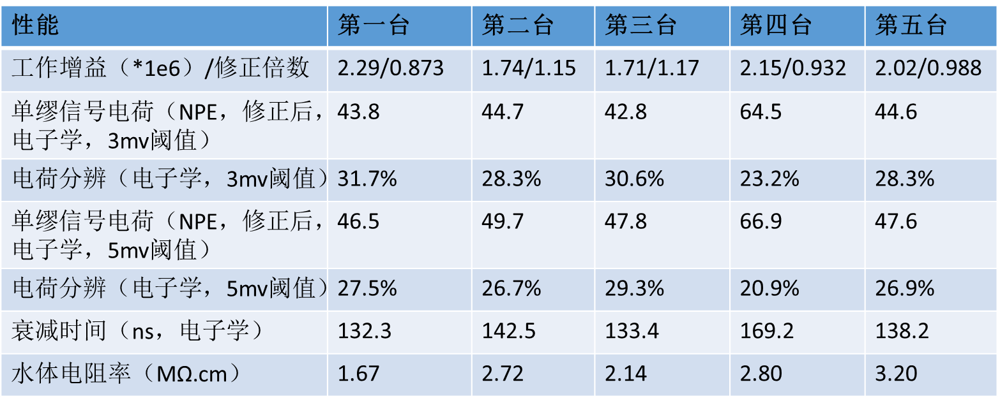 性能 第一台 第二台 第三台 第四台 第五台
工作增益（*1e6）/修正倍数 2.29/0.873 1.74/1.15 1.71/1.17 2.15/0.932 2.02/0.988
单缪信号电荷（NPE，修正后， 43.8 44.7 42.8 64.5 44.6
电子学，3mv阈值）
电荷分辨（电子学，3mv阈值） 31.7% 28.3% 30.6% 23.2% 28.3%
单缪信号电荷（NPE，修正后， 46.5 49.7 47.8 66.9 47.6
电子学，5mv阈值）
电荷分辨（电子学，5mv阈值） 27.5% 26.7% 29.3% 20.9% 26.9%
衰减时间（ns，电子学） 132.3 142.5 133.4 169.2 138.2
水体电阻率（MΩ.cm） 1.67 2.72 2.14 2.80 3.20